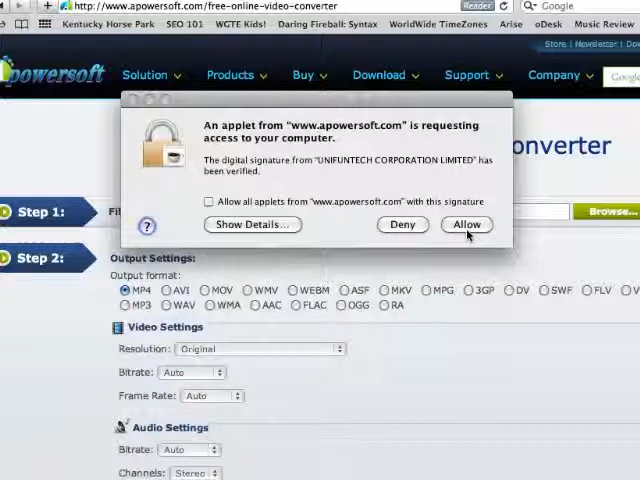 http://www.apowersoft.com/free-online-video-converter
Reader
Google
Kentucky Horse Park SEO 101 WGTE Kids! Daring Fireball: Syntax WorldWide TimeZones Arise oDesk Music Review
Store | Newsletter |
powersoft
Solution Products Buy Download Support Company
An applet from “www.apowersoft.com” is requesting
access to your computer.
The digital signature from “UNIFUNTECH CORPORATION LIMITED” has
been verified.
Allow all applets from “www.apowersoft.com” with this signature
? Show Details... Deny Allow
onverter
Step 1:
Browse...
Step 2:
Output Settings:
Output format:
MP4 AVI MOV WMV WEBM ASF MKV MPG 3GP DV SWF FLV
MP3 WAV WMA AAC FLAC OGG RA
Video Settings
Resolution: Original
Bitrate: Auto
Frame Rate: Auto
Audio Settings
Bitrate: Auto
Channels: Stereo